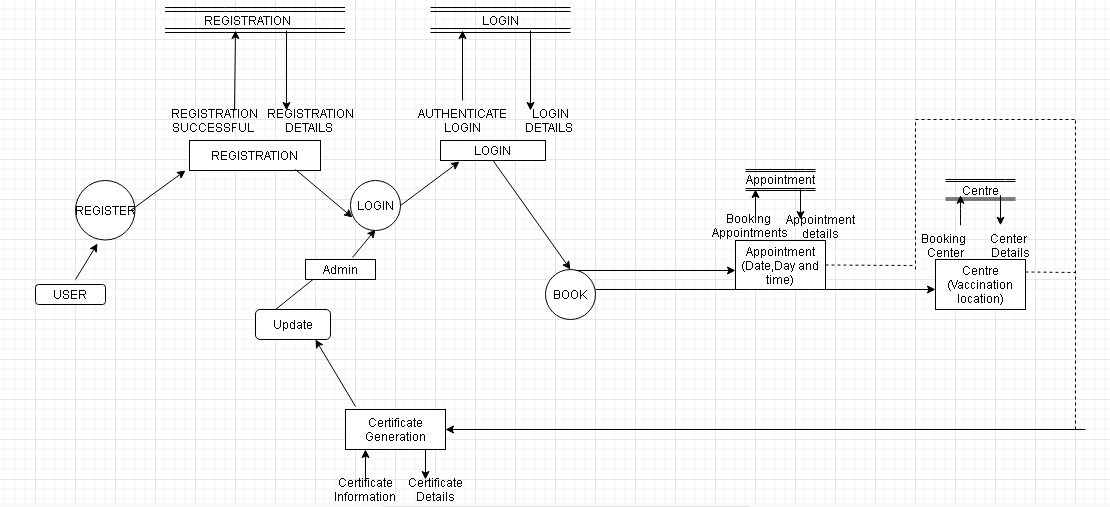 REGISTRATION
LOGIN
REGISTRATION
SUCCESSFUL
REGISTRATION
DETAILS
AUTHENTICATE
LOGIN
LOGIN
DETAILS
REGISTRATION
LOGIN
REGISTER
LOGIN
Appointment
Centre
Booking
Appointments
Appointment
details
Booking
Center
Center
Details
Admin
Appointment
(Date,Day and
time)
Centre
(Vaccination
location)
USER
BOOK
Update
Certificate
Generation
Certificate
Information
Certificate
Details